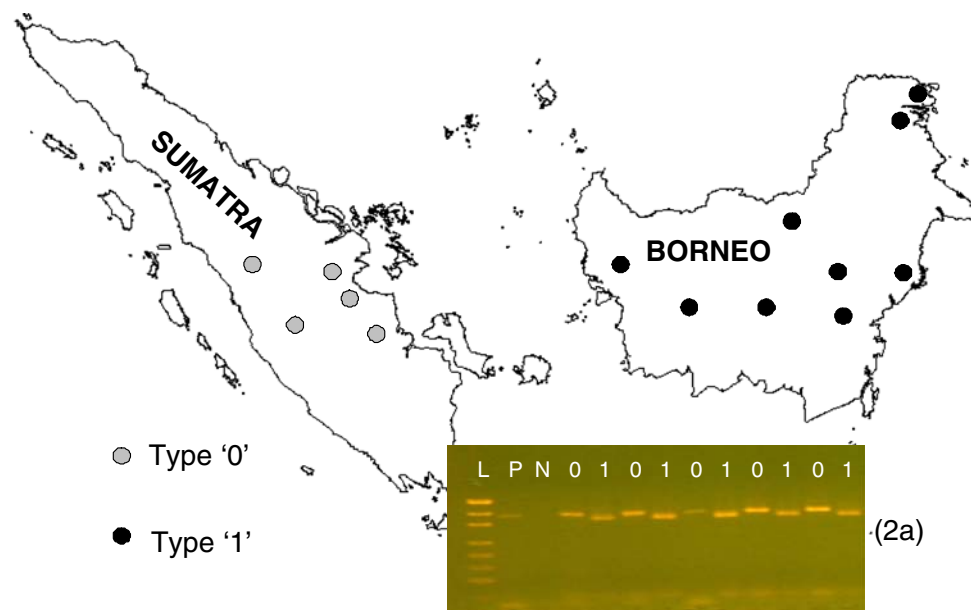 SUMATRA
BORNEO
Type ‘0’
Type ‘1’
L P N 0 1 0 1 0 1 0 1 0 1
(2a)